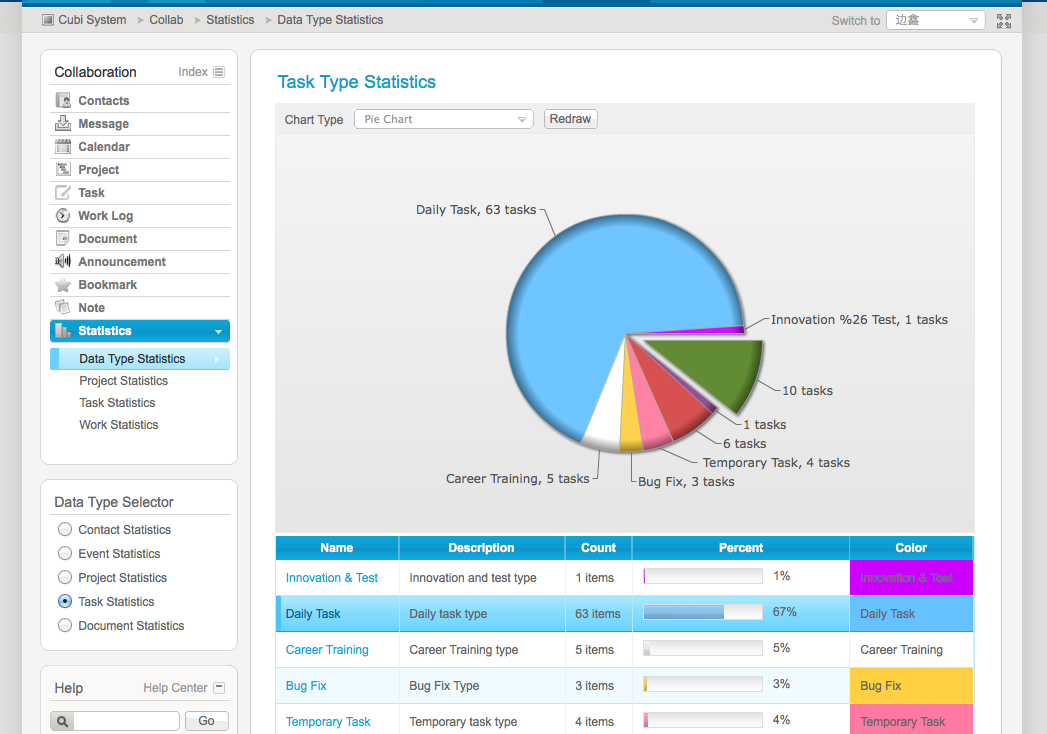 Cubi System Collab Statistics Data Type Statistics
Switch to 边鑫
Collaboration Index
Contacts
Message
Calendar
Project
Task
Work Log
Document
Announcement
Bookmark
Note
Statistics
Data Type Statistics
Project Statistics
Task Statistics
Work Statistics
Data Type Selector
Contact Statistics
Event Statistics
Project Statistics
Task Statistics
Document Statistics
Help Help Center
Go
Task Type Statistics
Chart Type Pie Chart Redraw
Daily Task, 63 tasks
Innovation %26 Test, 1 tasks
10 tasks
1 tasks
6 tasks
Temporary Task, 4 tasks
Career Training, 5 tasks
Bug Fix, 3 tasks
Name Description Count Percent Color
Innovation & Test Innovation and test type 1 items 1% Innovation & Test
Daily Task Daily task type 63 items 67% Daily Task
Career Training Career Training type 5 items 5% Career Training
Bug Fix Bug Fix Type 3 items 3% Bug Fix
Temporary Task Temporary task type 4 items 4% Temporary Task